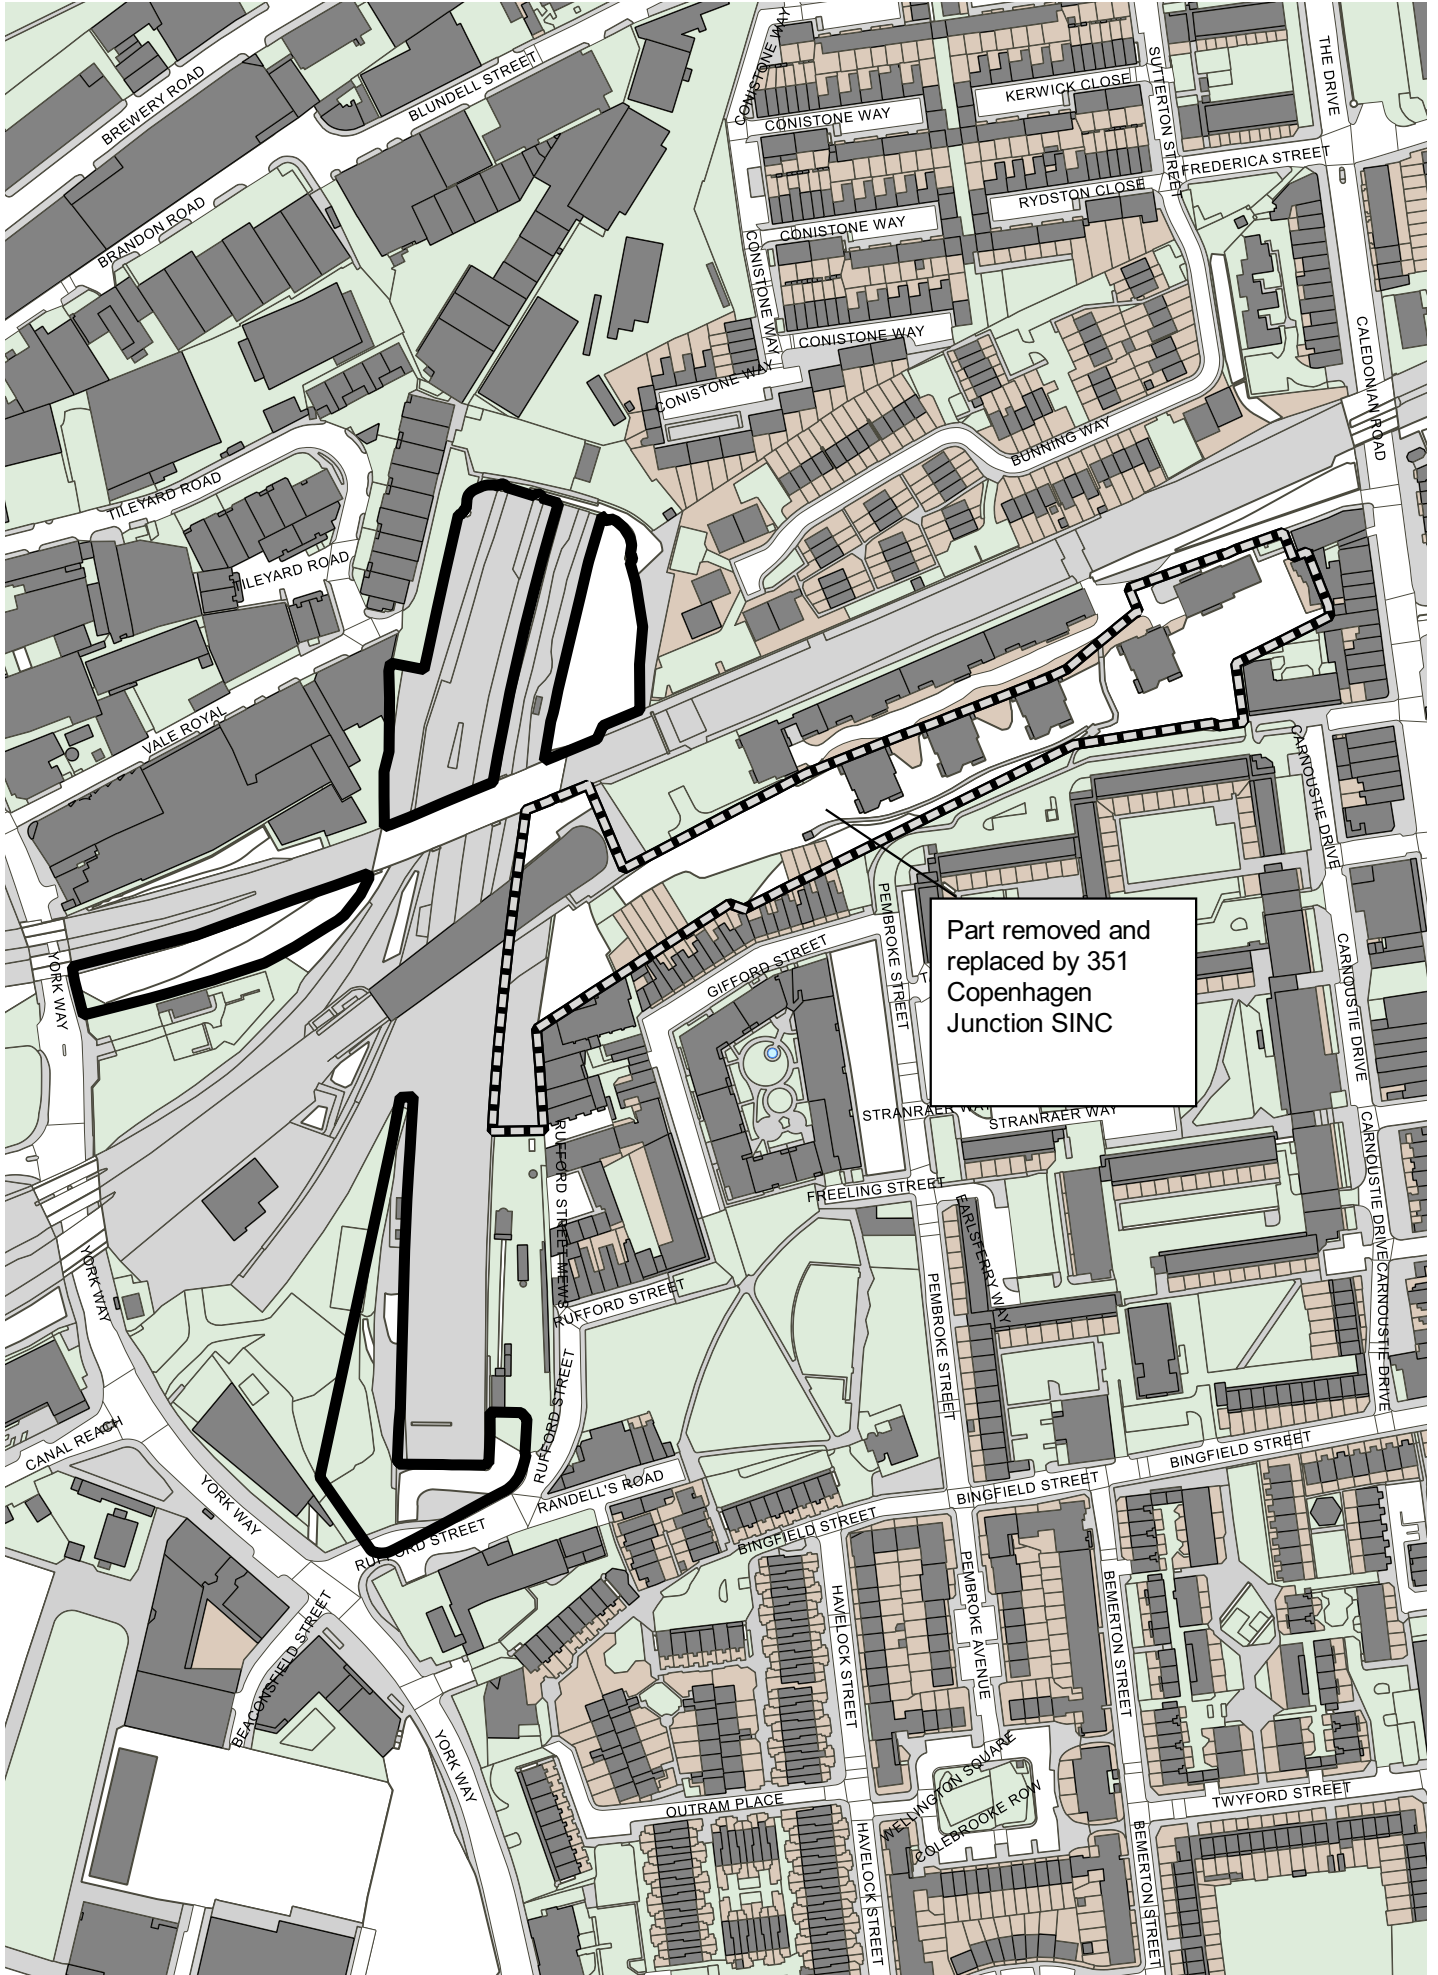 CONISTONE WAY
SUTTERTON STREET
THE DRIVE
BREWERY ROAD
BLUNDELL STREET
KERWICK CLOSE
CONISTONE WAY
FREDERICA STREET
RYDSTON CLOSE
BRANDON ROAD
CONISTONE WAY
CONISTONE WAY
CONISTONE WAY
CONISTONE WAY
CALEDONIAN ROAD
BUNNING WAY
TILEYARD ROAD
TILEYARD ROAD
VALE ROYAL
CARNOUSTIE DRIVE
PEMBROKE STREET
GIFFORD STREET
YORK WAY
Part removed and
replaced by 351
Copenhagen
Junction SINC
CARNOUSTIE DRIVE
STRANRAER WAY
STRANRAER WAY
RUFFORD STREET MEWS
CARNOUSTIE DRIVE
FREELING STREET
EARLSFERRY WAY
YORK WAY
RUFFORD STREET
PEMBROKE STREET
CARNOUSTIE DRIVE
RUFFORD STREET
CANAL REACH
BINGFIELD STREET
YORK WAY
RANDELL'S ROAD
BINGFIELD STREET
RUFFORD STREET
BINGFIELD STREET
HAVELOCK STREET
PEMBROKE AVENUE
BEMERTON STREET
BEACONSFIELD STREET
YORK WAY
WELLINGTON SQUARE
OUTRAM PLACE
COLEBROOKE ROW
TWYFORD STREET
HAVELOCK STREET
BEMERTON STREET